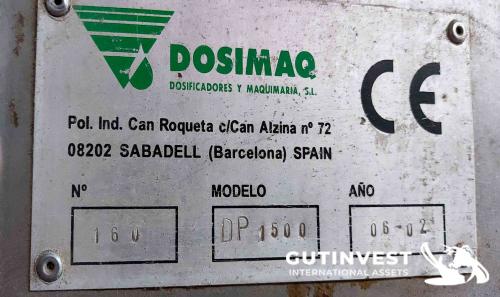 DOSIMAQ
DOSIFICADORES Y MAQUIMARIA, S.L.
CE
Pol. Ind. Can Roqueta c/Can Alzina nº 72
08202 SABADELL (Barcelona) SPAIN
Nº MODELO AÑO
160 DP 1500 06-02
GUTINVEST
INTERNATIONAL ASSETS